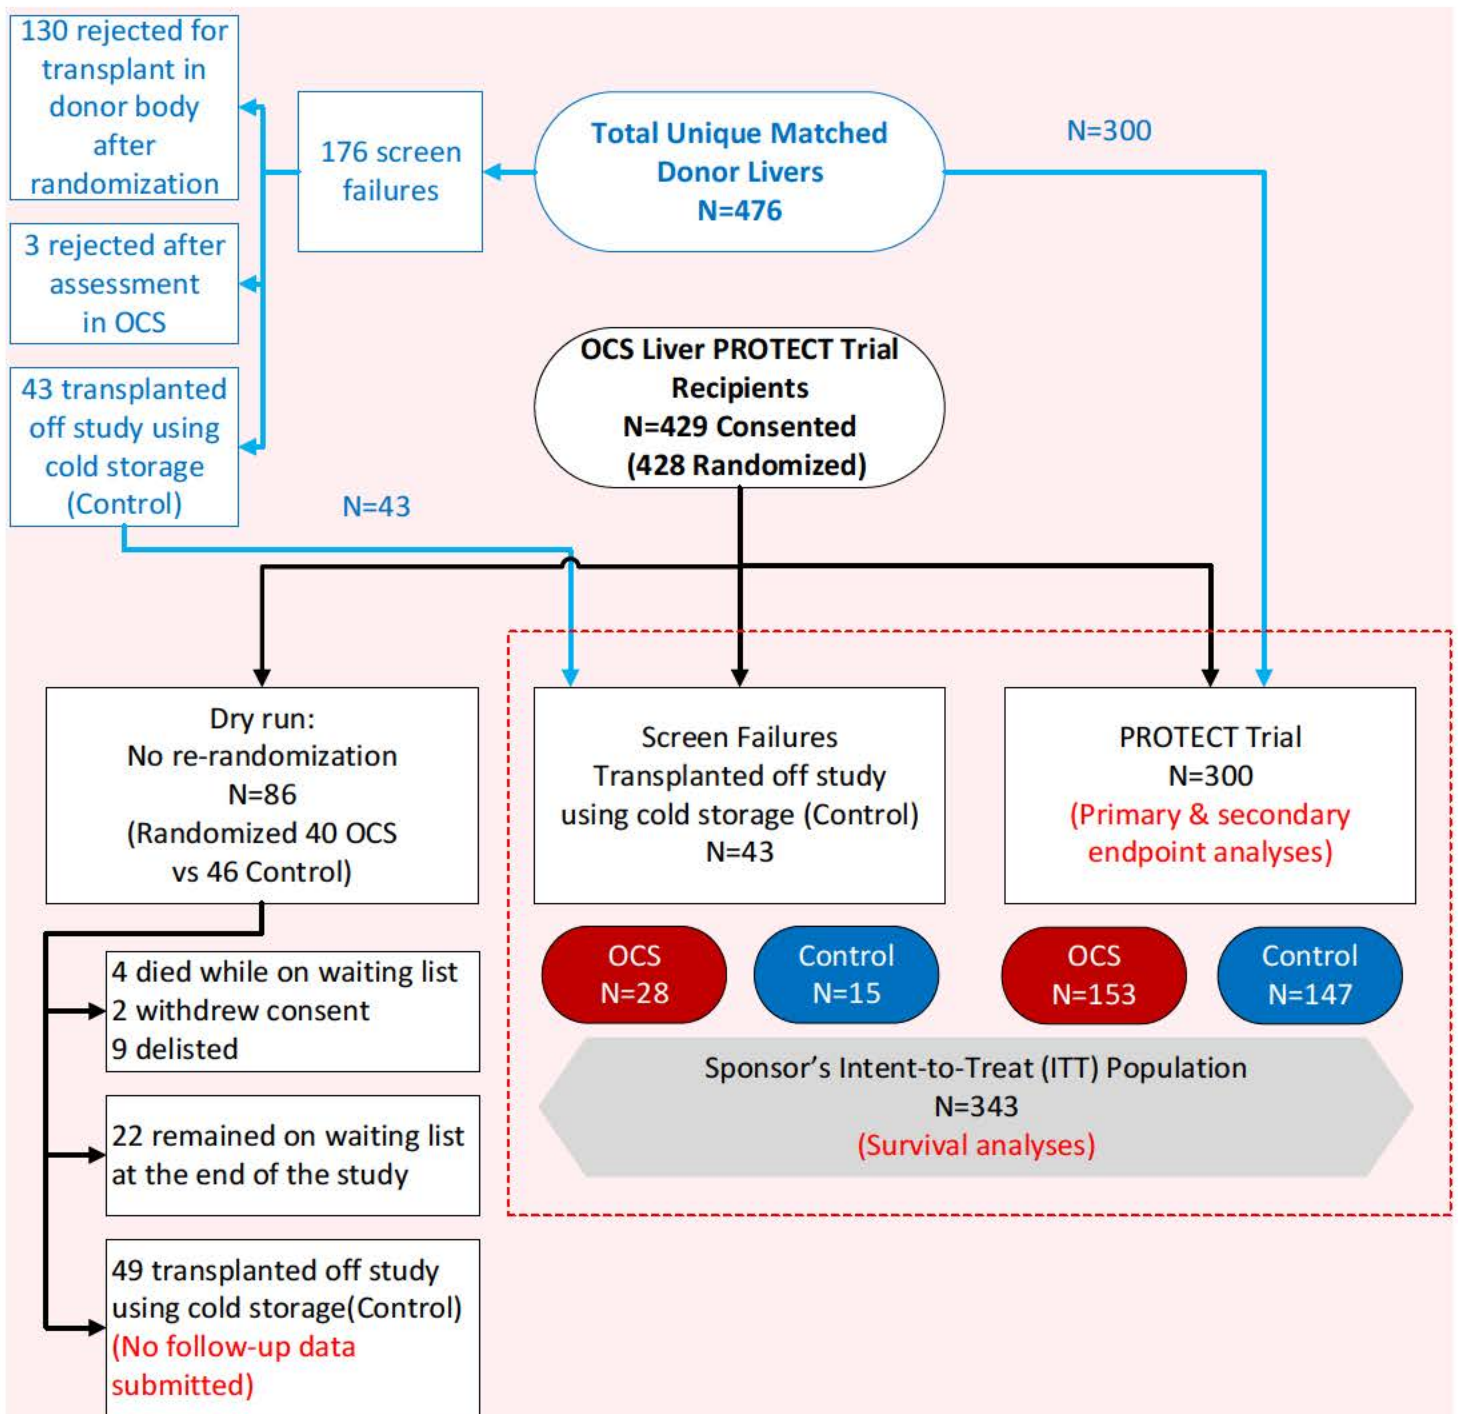 130 rejected for
transplant in
donor body
after
randomization
176 screen
failures
Total Unique Matched
Donor Livers
N=476
N=300
3 rejected after
assessment
in OCS
43 transplanted
off study using
cold storage
(Control)
N=43
OCS Liver PROTECT Trial
Recipients
N=429 Consented
(428 Randomized)
Dry run:
No re-randomization
N=86
(Randomized 40 OCS
vs 46 Control)
Screen Failures
Transplanted off study
using cold storage (Control)
N=43
PROTECT Trial
N=300
(Primary & secondary
endpoint analyses)
OCS
N=28
Control
N=15
OCS
N=153
Control
N=147
Sponsor's Intent-to-Treat (ITT) Population
N=343
(Survival analyses)
4 died while on waiting list
2 withdrew consent
9 delisted
22 remained on waiting list
at the end of the study
49 transplanted off study
using cold storage(Control)
(No follow-up data
submitted)